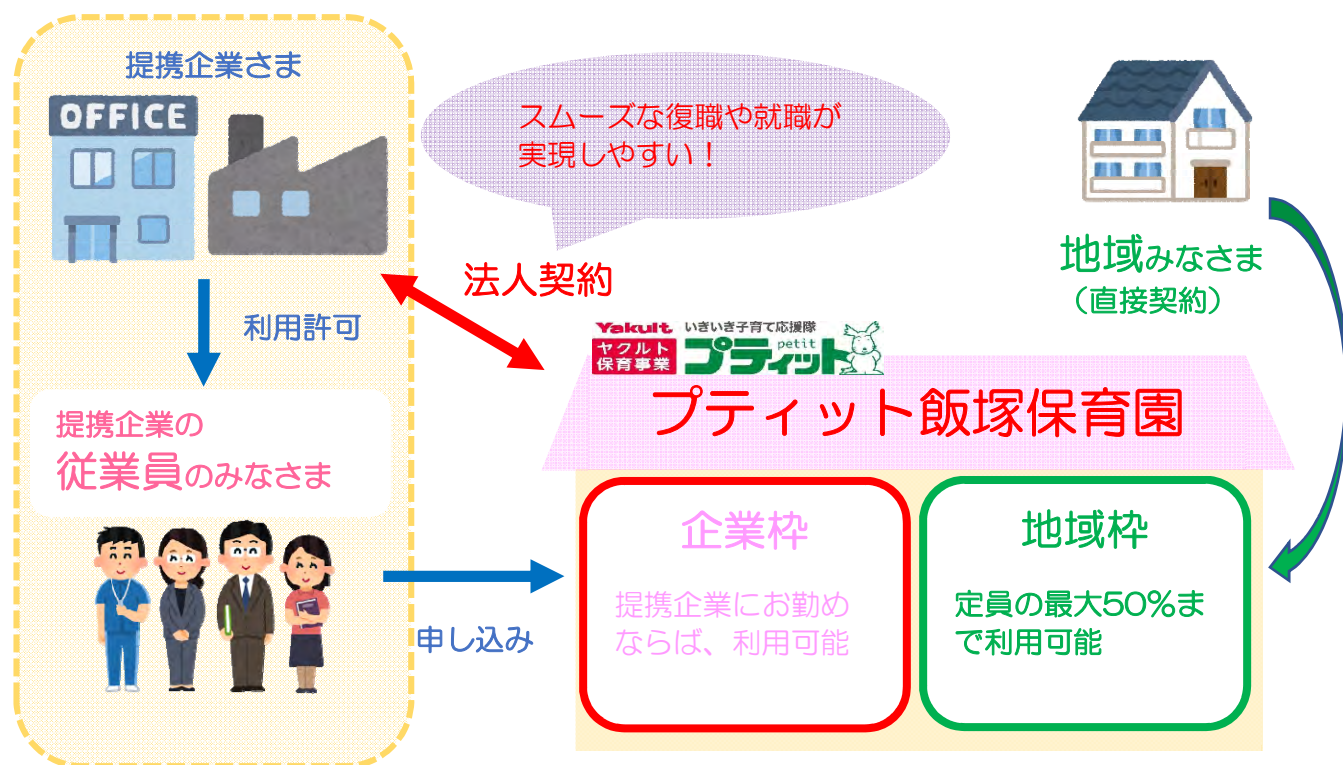 提携企業さま
OFFICE
スムーズな復職や就職が
実現しやすい！
地域みなさま
（直接契約）
法人契約
利用許可
Yakult いきいき子育て応援隊
ヤクルト
保育事業
petit
プティット
プティット飯塚保育園
提携企業の
従業員のみなさま
企業枠
提携企業にお勤め
ならば、利用可能
地域枠
定員の最大50％ま
で利用可能
申し込み